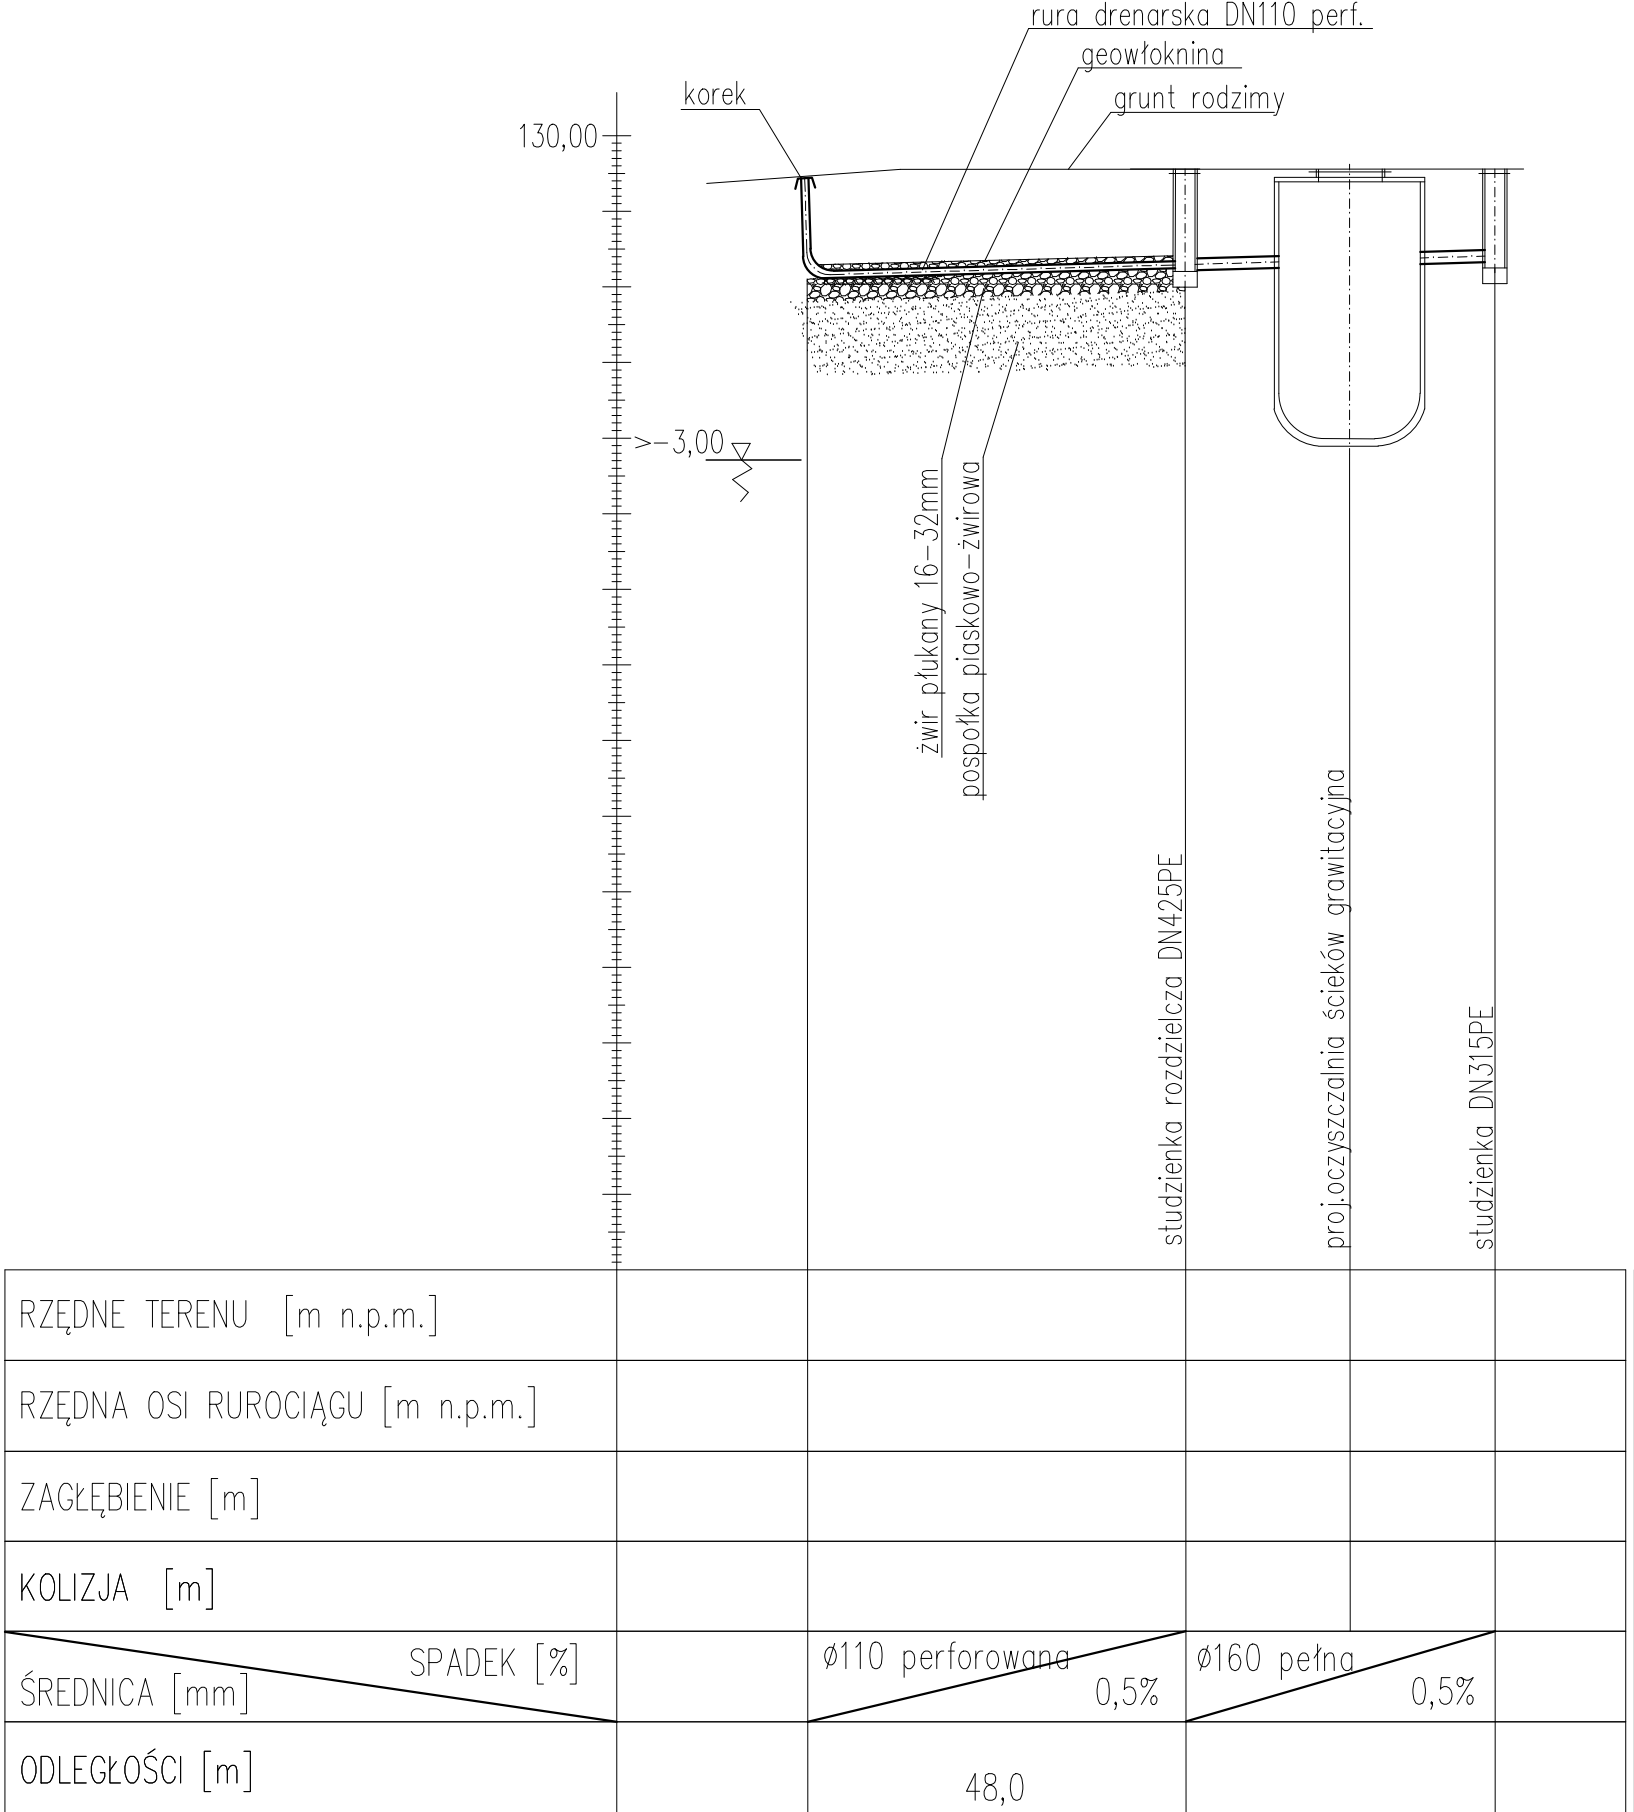 rura drenarska DN110 perf.
geowłoknina
korek
grunt rodzimy
130,00
>-3,00
żwir płukany 16-32mm
pospołka piaskowo-żwirowa
studzienka rozdzielcza DN425PE
proj.oczyszczalnia ścieków grawitacyjna
studzienka DN315PE
RZĘDNE TERENU [m n.p.m.]
RZĘDNA OSI RUROCIĄGU [m n.p.m.]
ZAGŁĘBIENIE [m]
KOLIZJA [m]
SPADEK [%]
ŚREDNICA [mm]
Ø110 perforowana
0,5%
Ø160 pełna
0,5%
ODLEGŁOŚCI [m]
48,0